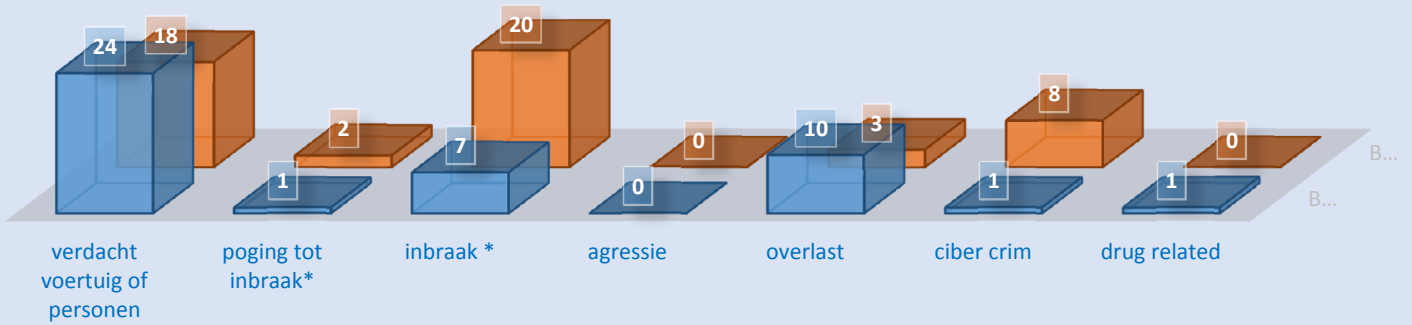 24
18
2
1
20
7
0
0
10
3
8
1
0
1
B...
B...
verdacht
voertuig of
personen
poging tot
inbraak*
inbraak *
agressie
overlast
ciber crim
drug related